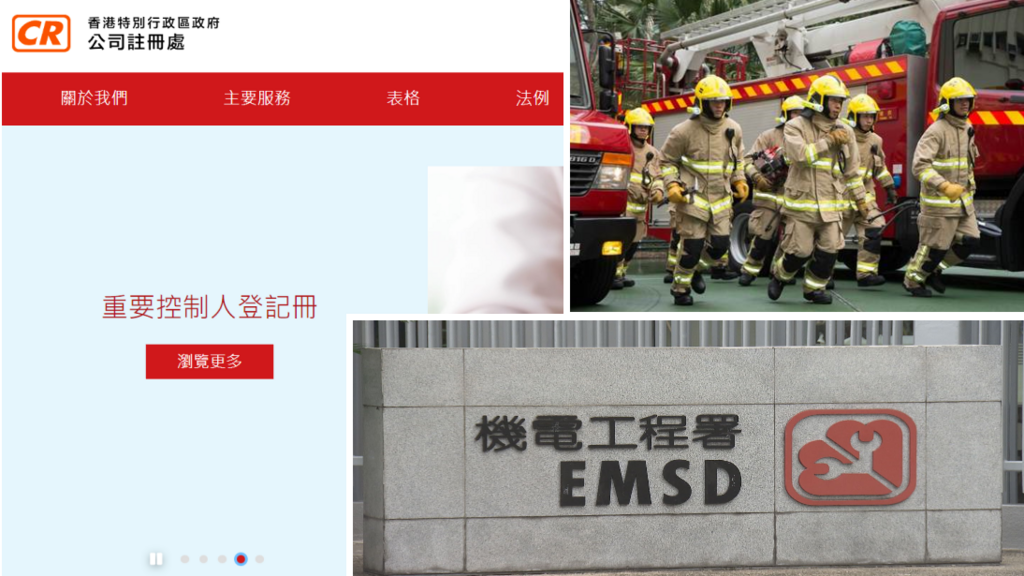 CR
香港特別行政區政府
公司註冊處
關於我們
主要服務
表格
法例
重要控制人登記冊
瀏覽更多
機電工程署
EMSD